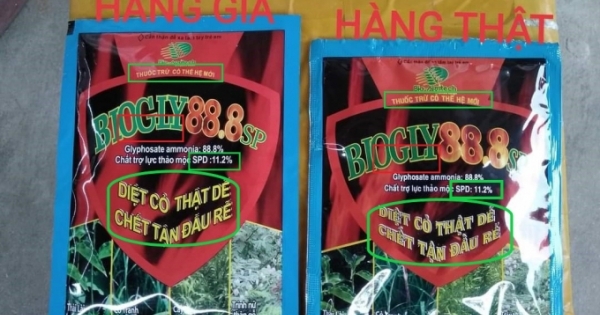 HÀNG GIẢ
HÀNG THẬT
THUỐC TRỪ CỎ THẾ HỆ MỚI
BIOGLY 88.8 SP
Glyphosate ammonia: 88.8%
Chất trợ lực thảo mộc SPD :11.2%
DIỆT CỎ THẬT DỄ
CHẾT TẬN ĐẦU RỄ
THUỐC TRỪ CỎ THẾ HỆ MỚI
BIOGLY 88.8 SP
Glyphosate ammonia: 88.8%
Chất trợ lực thảo mộc SPD: 11.2%
DIỆT CỎ THẬT DỄ
CHẾT TẬN ĐẦU RỄ